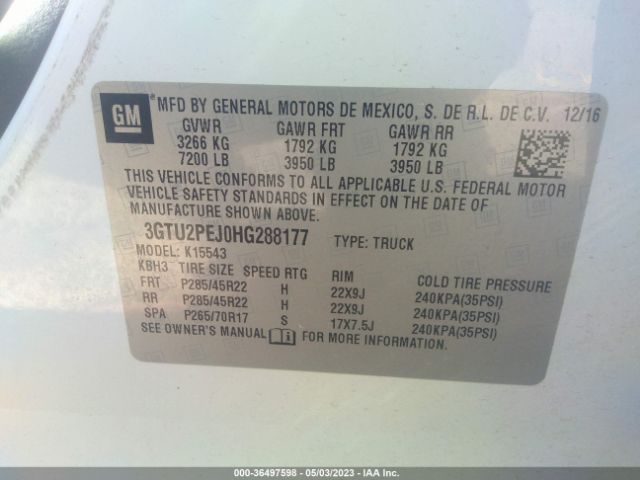 GM MFD BY GENERAL MOTORS DE MEXICO, S. DE R.L. DE C.V. 12/16
GVWR GAWR FRT GAWR RR
3266 KG 1792 KG 1792 KG
7200 LB 3950 LB 3950 LB
THIS VEHICLE CONFORMS TO ALL APPLICABLE U.S. FEDERAL MOTOR
VEHICLE SAFETY STANDARDS IN EFFECT ON THE DATE OF
MANUFACTURE SHOWN ABOVE.
3GTU2PEJ0HG288177 TYPE: TRUCK
MODEL: K15543
KBH3 TIRE SIZE SPEED RTG RIM COLD TIRE PRESSURE
FRT P285/45R22 H 22X9J 240KPA(35PSI)
RR P285/45R22 H 22X9J 240KPA(35PSI)
SPA P265/70R17 S 17X7.5J 240KPA(35PSI)
SEE OWNER'S MANUAL FOR MORE INFORMATION.
000-36497598 - 05/03/2023 - IAA Inc.